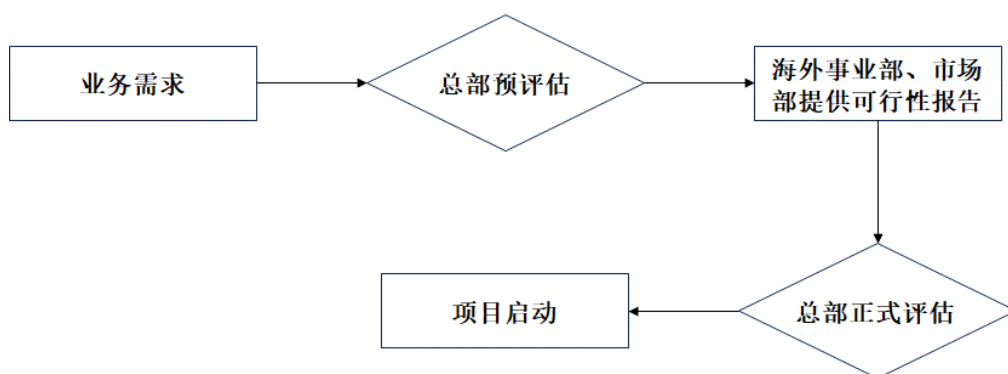 业务需求
总部预评估
海外事业部、市场
部提供可行性报告
项目启动
总部正式评估